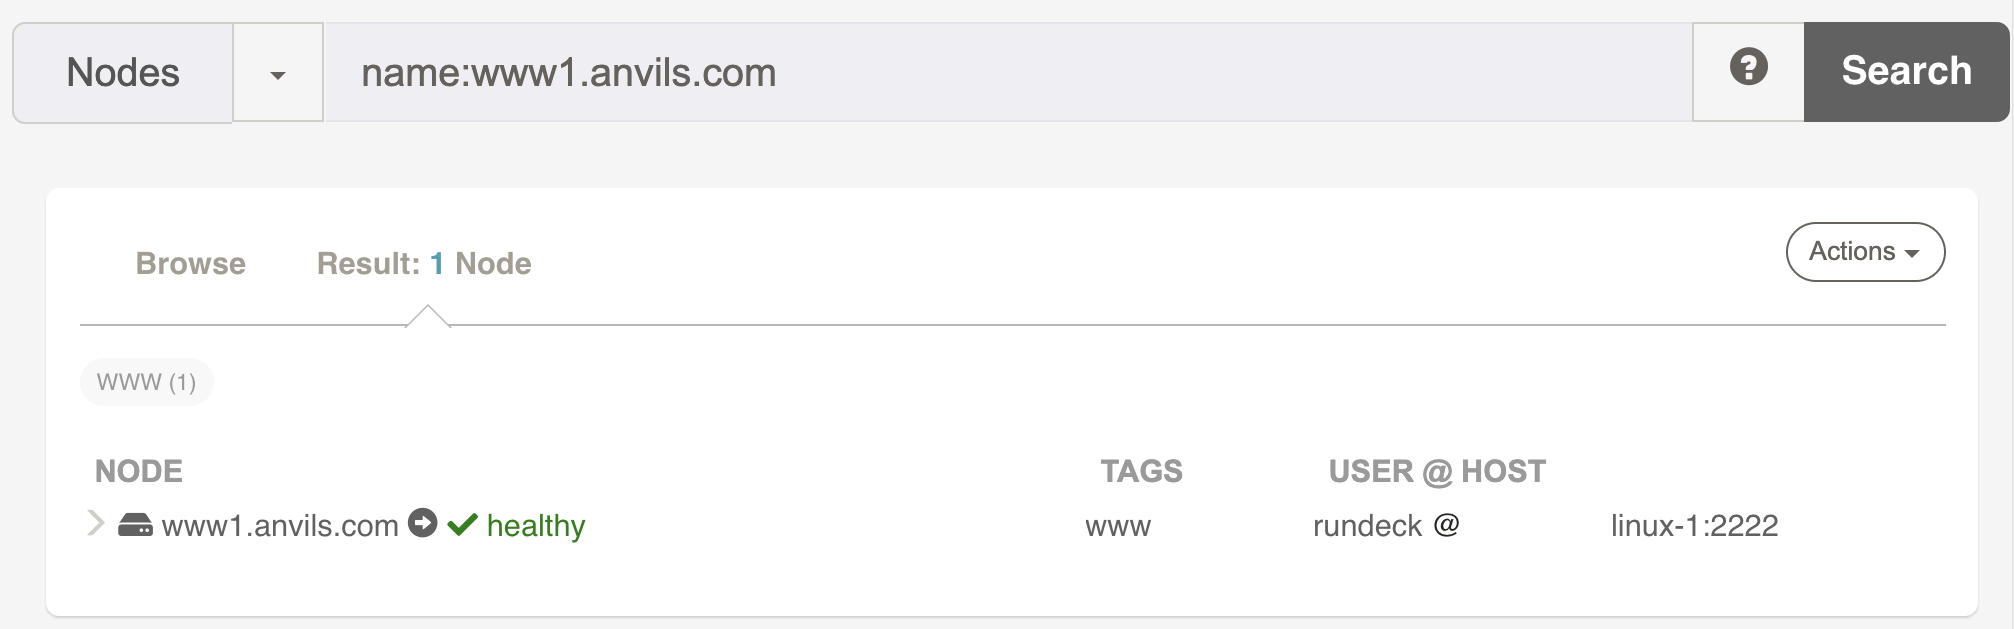 Nodes name:www1.anvils.com ? Search
Browse Result: 1 Node Actions
WWW (1)
NODE TAGS USER @ HOST
www1.anvils.com healthy www rundeck @ linux-1:2222